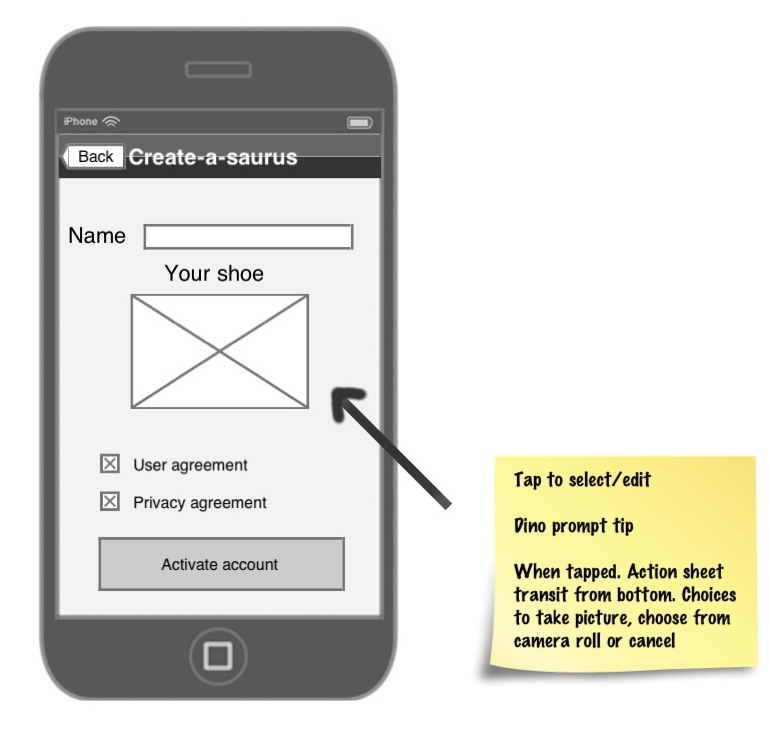 iPhone
Back Create-a-saurus
Name
Your shoe
User agreement
Privacy agreement
Activate account
Tap to select/edit
Dino prompt tip
When tapped. Action sheet
transit from bottom. Choices
to take picture, choose from
camera roll or cancel